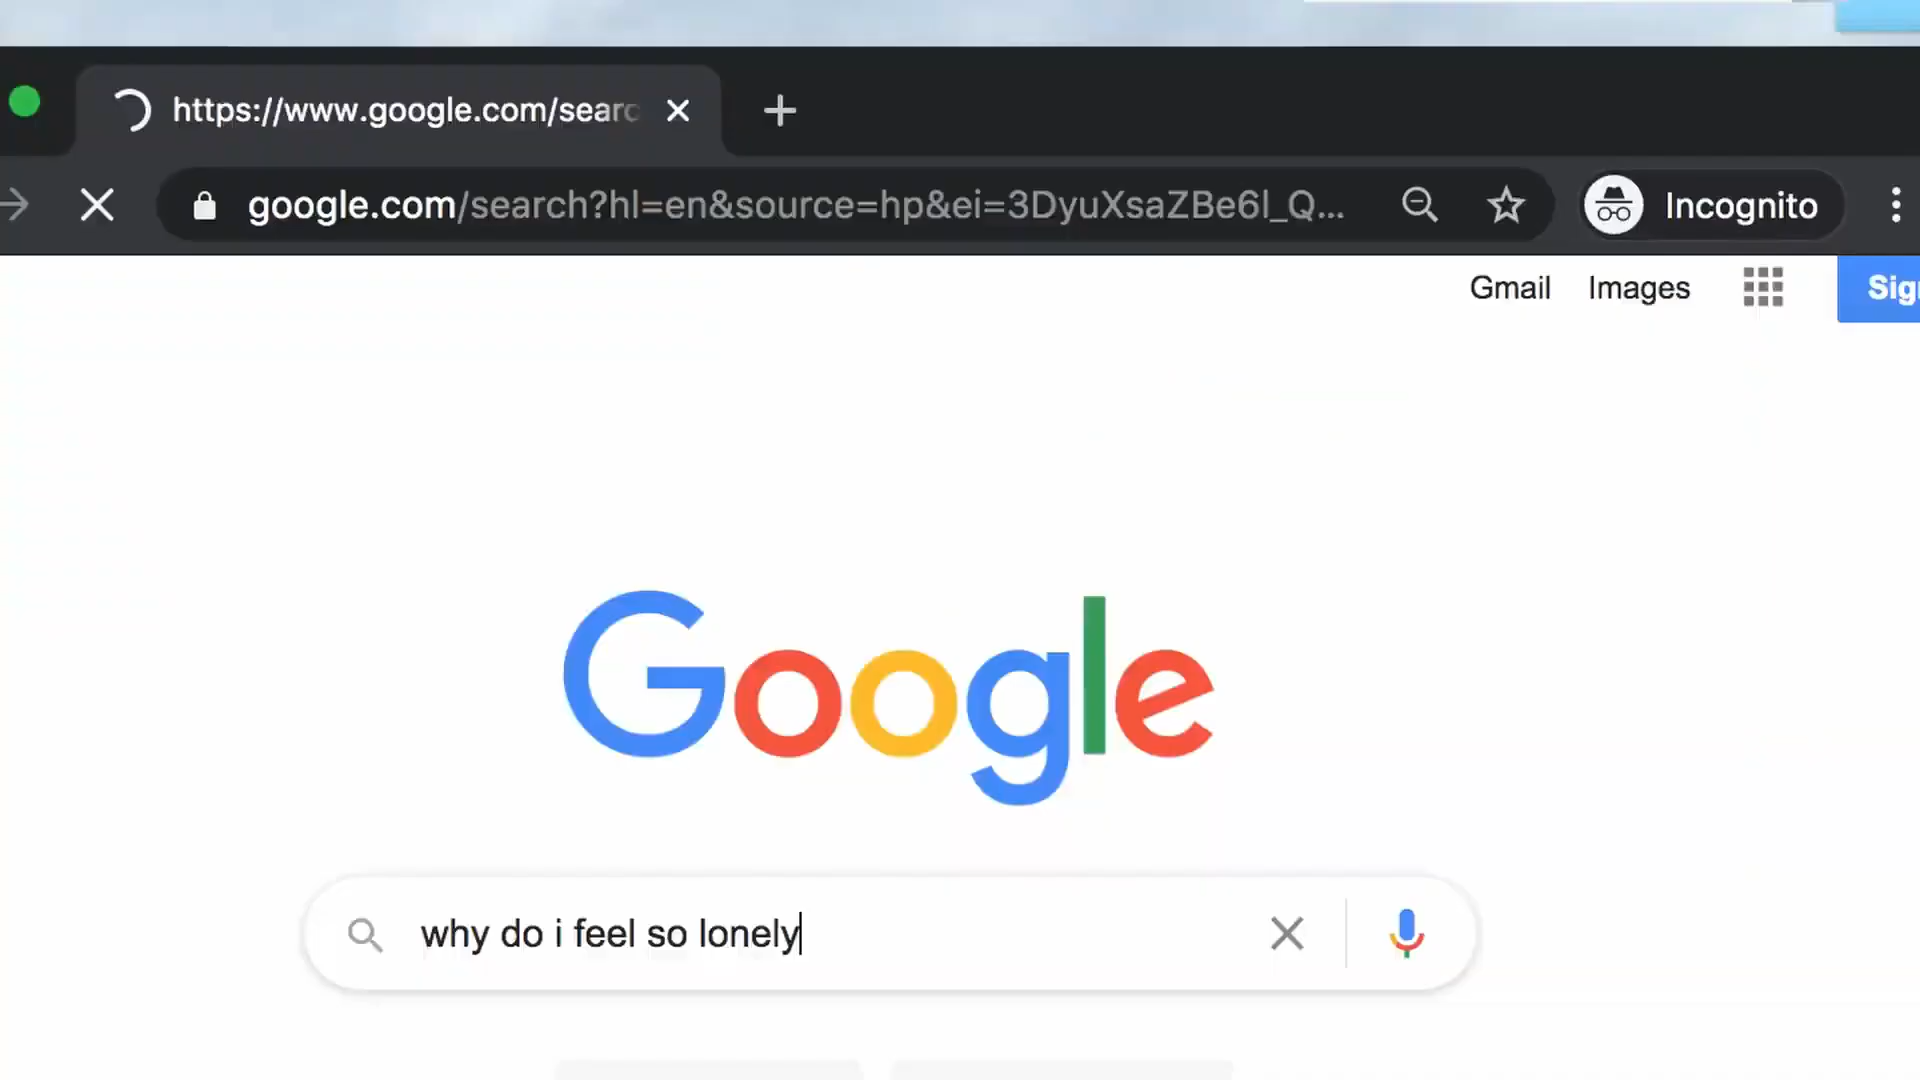 https://www.google.com/searc
google.com/search?hl=en&source=hp&ei=3DyuXsaZBe6l_Q...
Incognito
Gmail
Images
Sig
Google
why do i feel so lonely